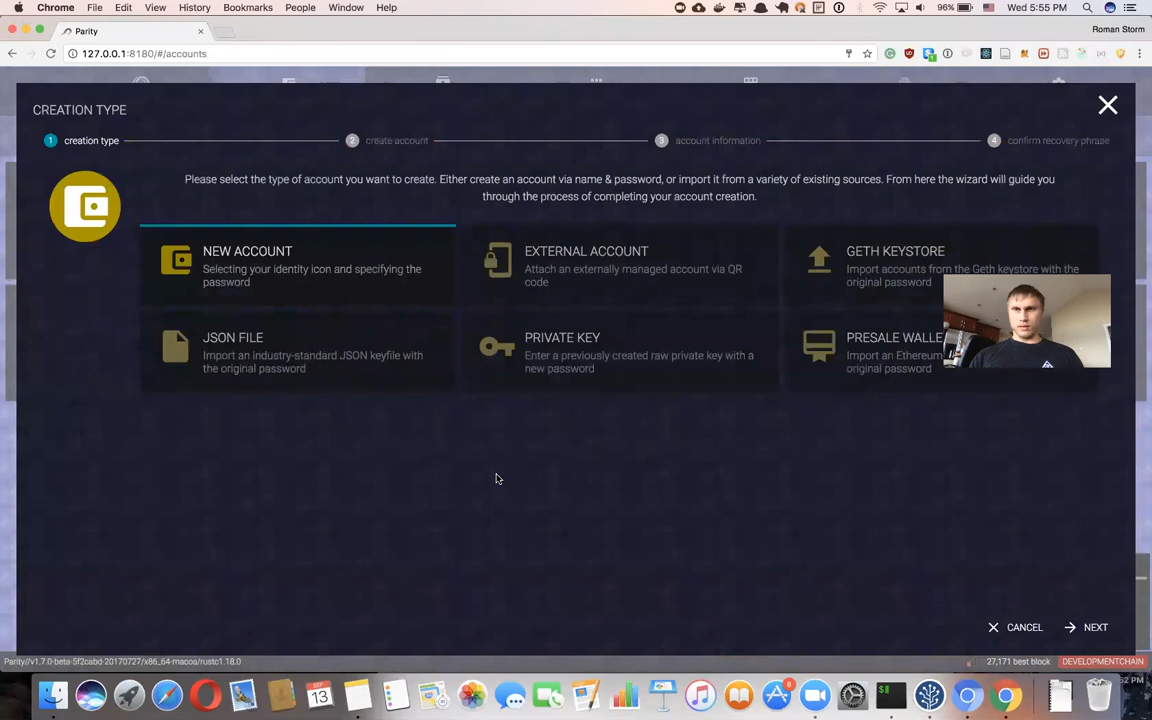 Chrome File Edit View History Bookmarks People Window Help
96% Wed 5:55 PM
Parity
Roman Storm
127.0.0.1:8180/#/accounts
CREATION TYPE
1 creation type
2 create account
3 account information
4 confirm recovery phrase
Please select the type of account you want to create. Either create an account via name & password, or import it from a variety of existing sources. From here the wizard will guide you
through the process of completing your account creation.
NEW ACCOUNT
Selecting your identity icon and specifying the
password
EXTERNAL ACCOUNT
Attach an externally managed account via QR
code
GETH KEYSTORE
Import accounts from the Geth keystore with the
original password
JSON FILE
Import an industry-standard JSON keyfile with
the original password
PRIVATE KEY
Enter a previously created raw private key with a
new password
PRESALE WALLE
Import an Ethereum
original password
CANCEL
NEXT
Parity//v1.7.0-beta-5f2cabd-20170727/x86_64-macos/rustc1.18.0
27,171 best block
DEVELOPMENTCHAIN
SEP
13
8